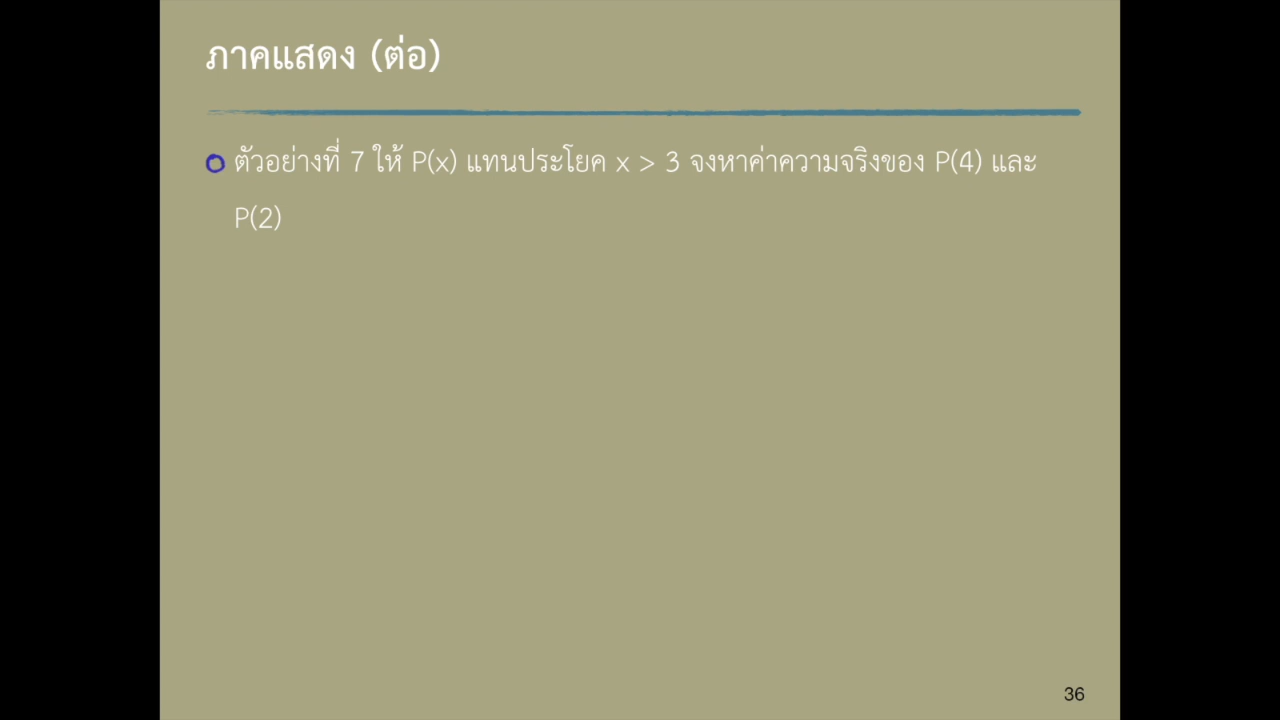 ภาคแสดง (ต่อ)
ตัวอย่างที่ 7 ให้ P(x) แทนประโยค x > 3 จงหาค่าความจริงของ P(4) และ
P(2)
36